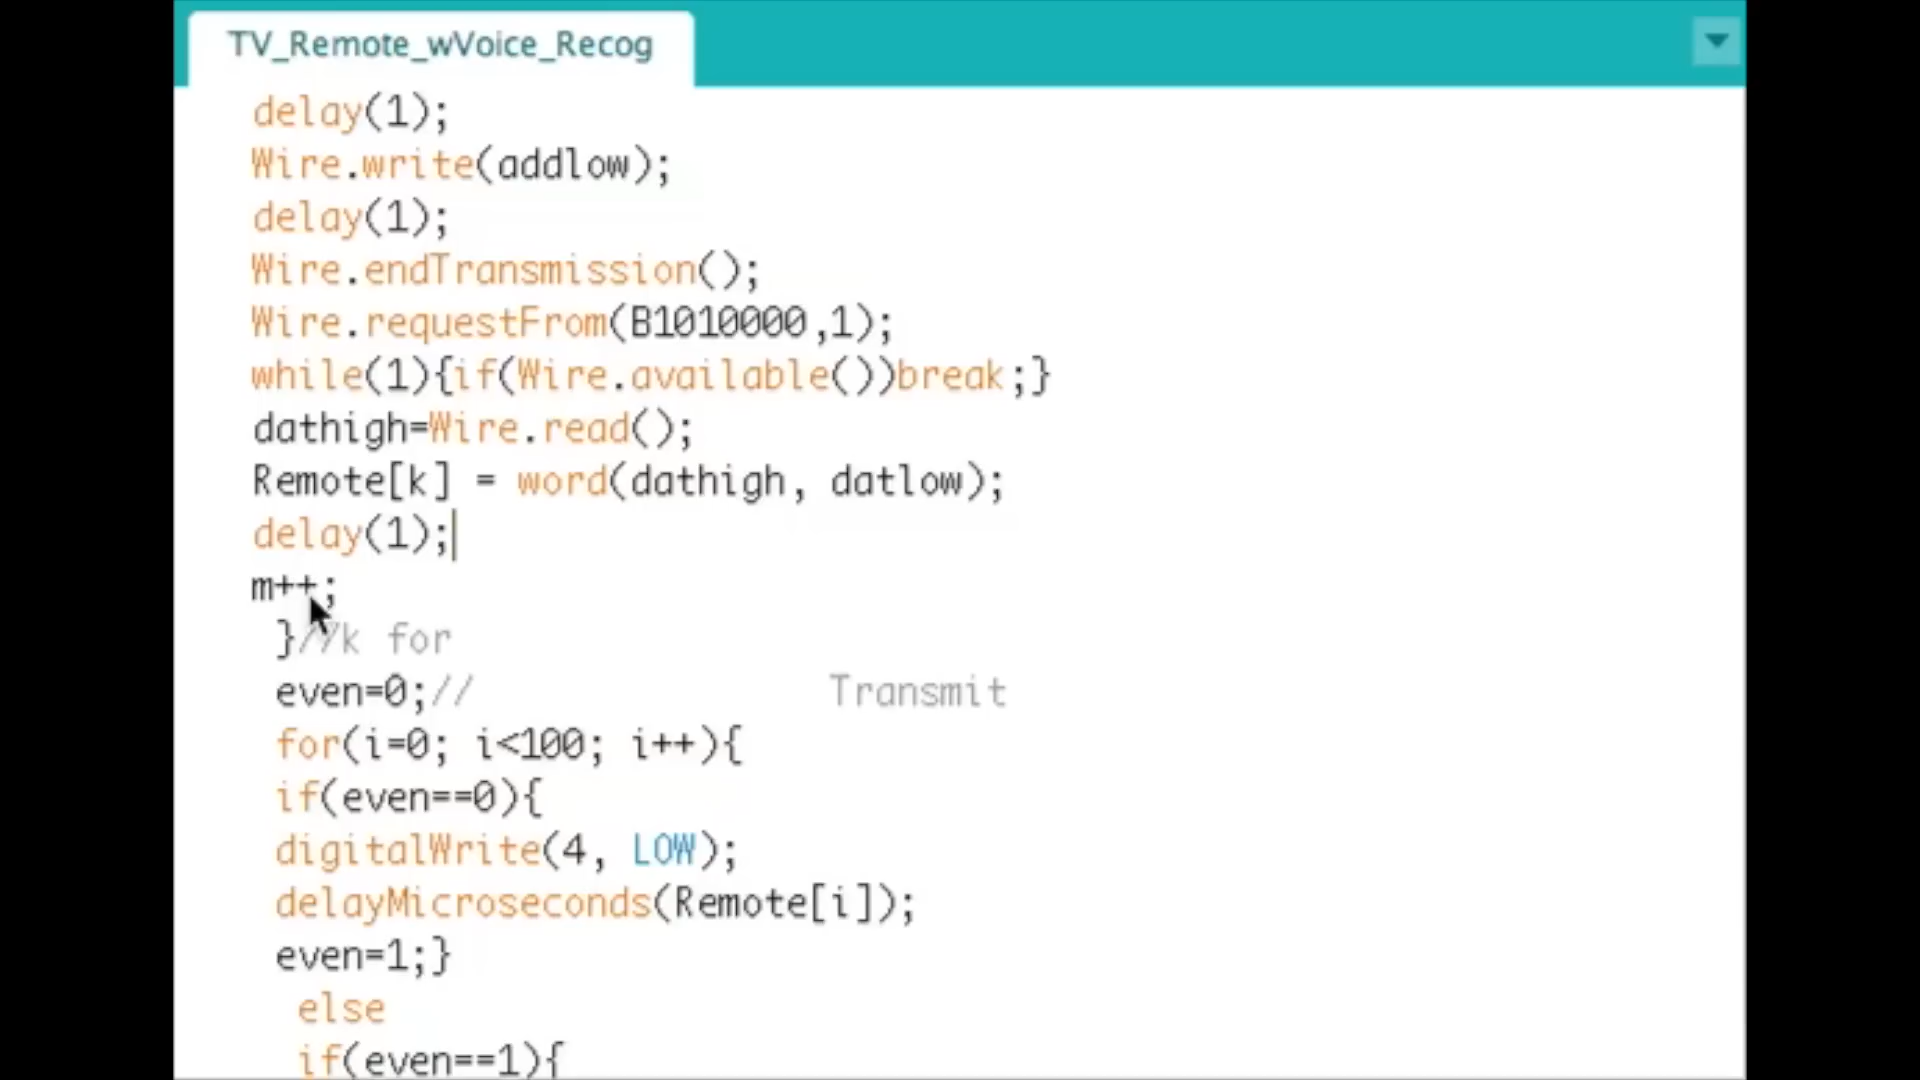 TV_Remote_wVoice_Recog
delay(1);
Wire.write(addlow);
delay(1);
Wire.endTransmission();
Wire.requestFrom(B1010000,1);
while(1){if(Wire.available())break;}
dathigh=Wire.read();
Remote[k] = word(dathigh, datlow);
delay(1);
m++;
}//k for
even=0;// Transmit
for(i=0; i<100; i++){
if(even==0){
digitalWrite(4, LOW);
delayMicroseconds(Remote[i]);
even=1;}
else
if(even==1){